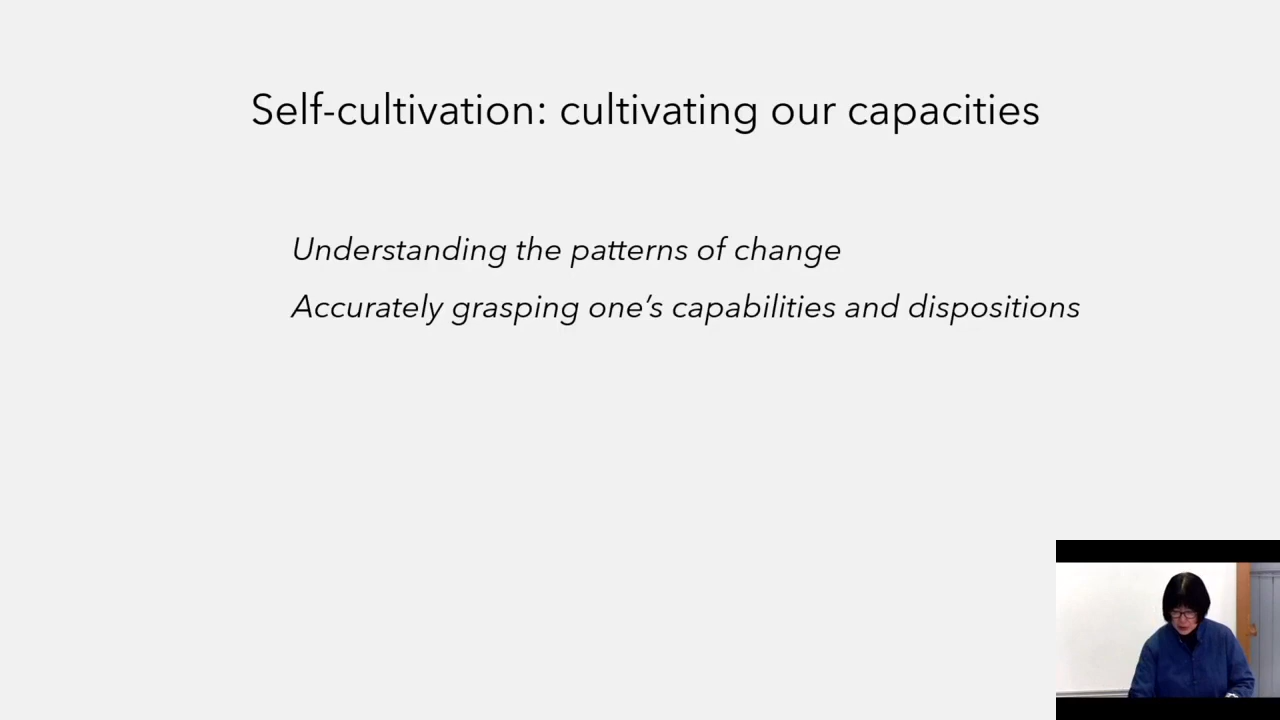 Self-cultivation: cultivating our capacities
Understanding the patterns of change
Accurately grasping one’s capabilities and dispositions